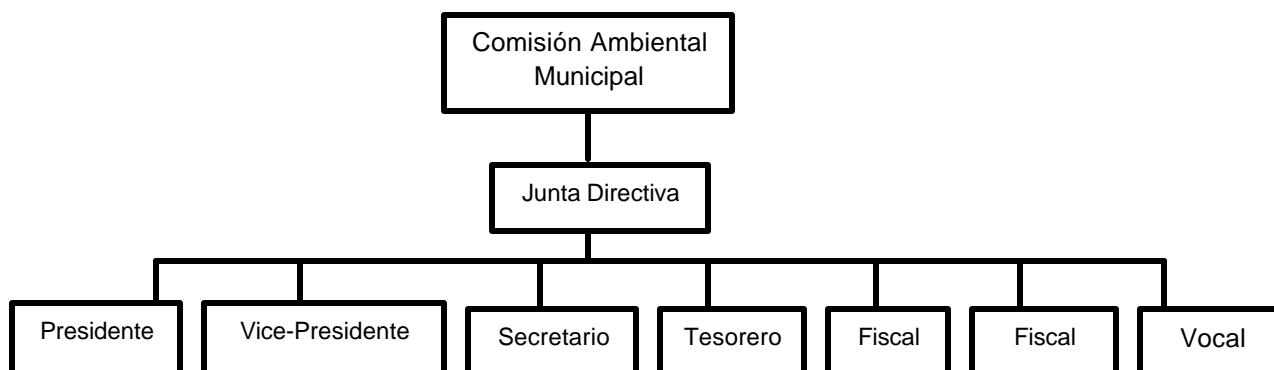 Comisión Ambiental
Municipal
Junta Directiva
Presidente
Vice-Presidente
Secretario
Tesorero
Fiscal
Fiscal
Vocal